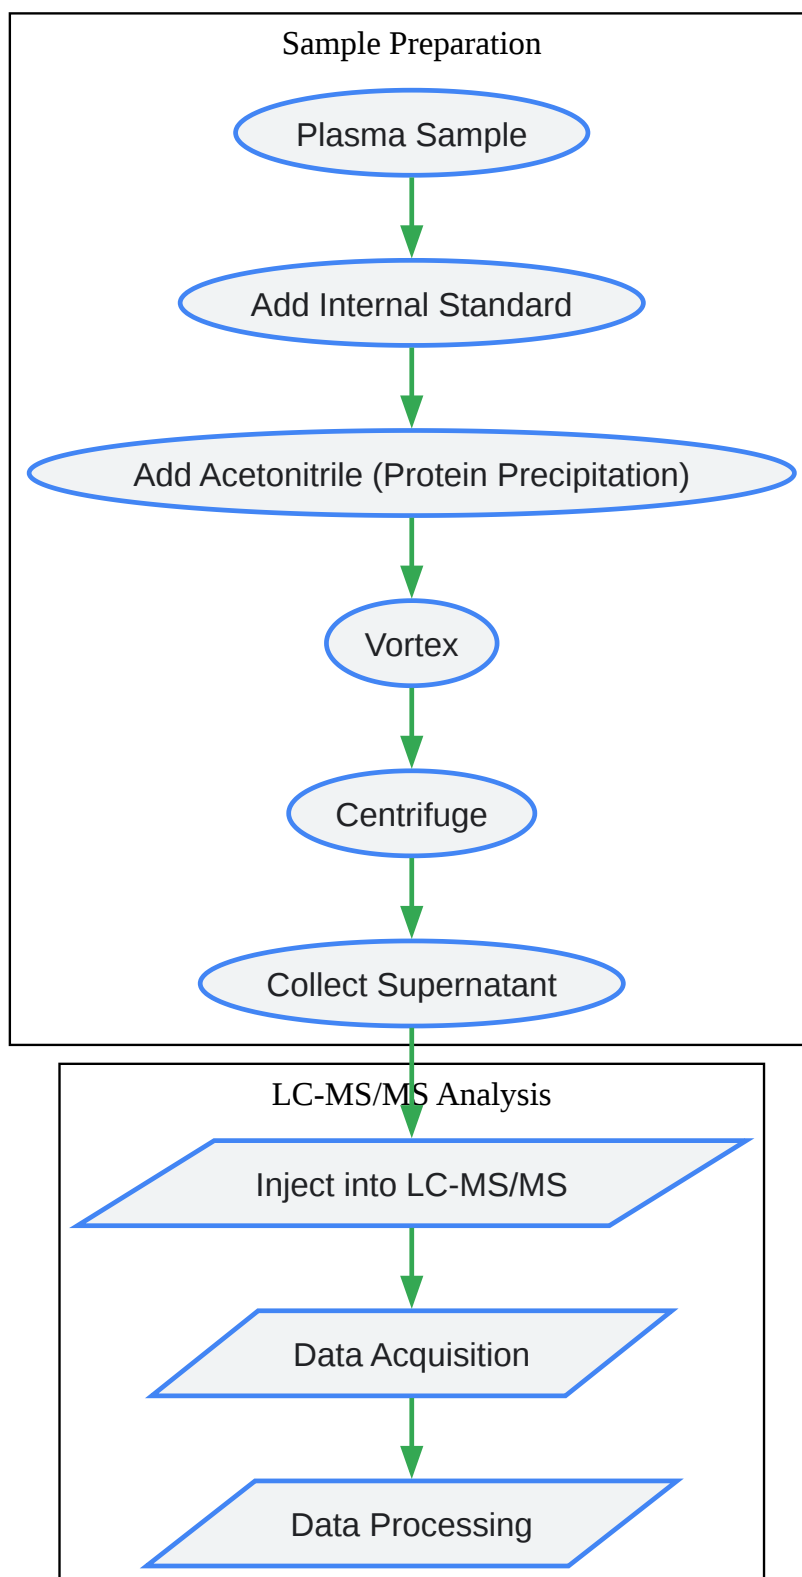 Sample Preparation
Plasma Sample
Add Internal Standard
Add Acetonitrile (Protein Precipitation)
Vortex
Centrifuge
Collect Supernatant
LC-MS/MS Analysis
Inject into LC-MS/MS
Data Acquisition
Data Processing